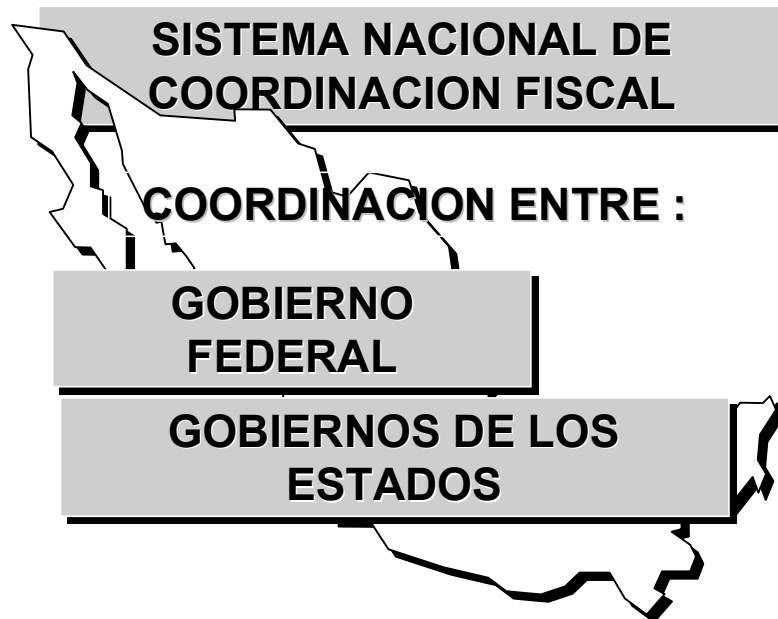 SISTEMA NACIONAL DE
COORDINACION FISCAL
COORDINACION ENTRE :
GOBIERNO
FEDERAL
GOBIERNOS DE LOS
ESTADOS